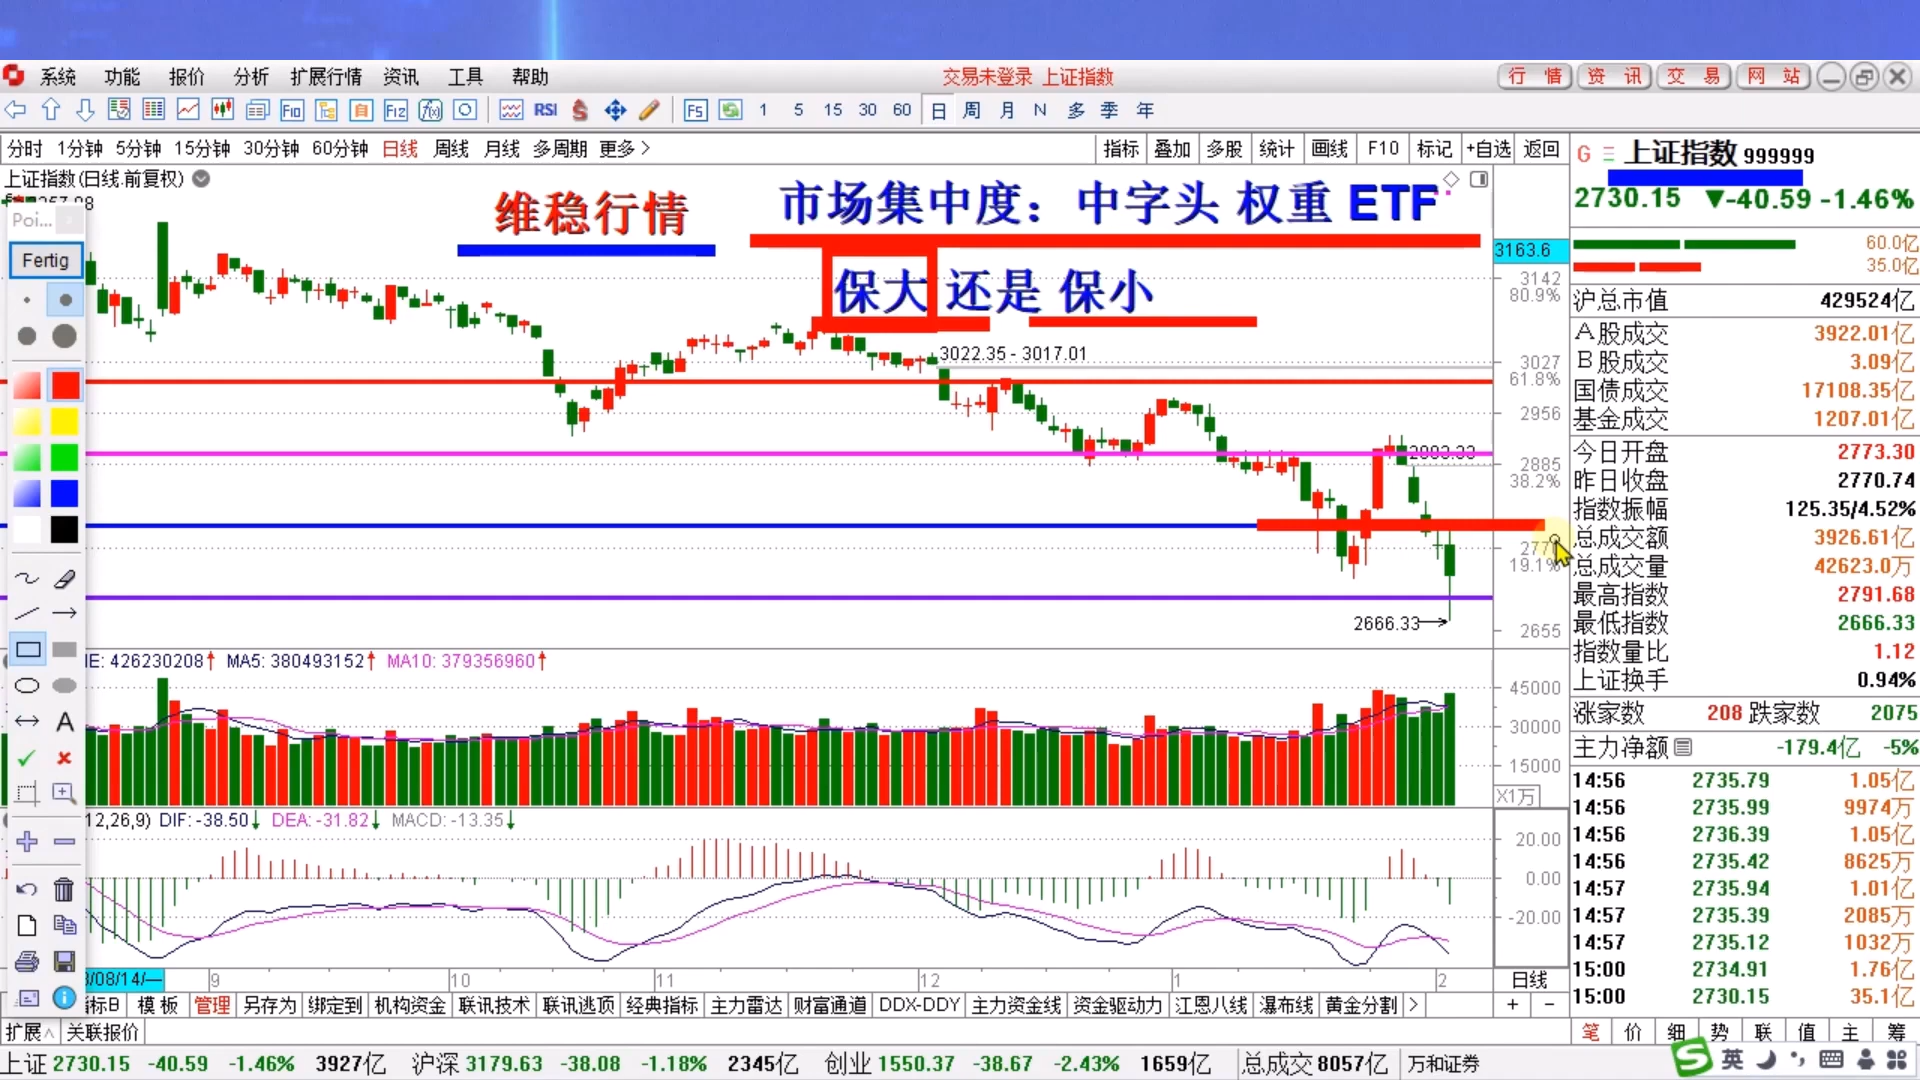 系统 功能 报价 分析 扩展行情 资讯 工具 帮助 交易未登录 上证指数 行 情 资 讯 交 易 网 站
F10 自 F12 f(x) RSI $ F5 1 5 15 30 60 日 周 月 N 多 季 年
分时 1分钟 5分钟 15分钟 30分钟 60分钟 日线 周线 月线 多周期 更多 > 指标 叠加 多股 统计 画线 F10 标记 +自选 返回
上证指数(日线.前复权)
Poi...
Fertig
维稳行情
市场集中度：中字头 权重 ETF
保大 还是 保小
3022.35 - 3017.01
2666.33
3163.6
3142
80.9%
3027
61.8%
2956
2885
38.2%
19.1%
2655
426230208↑ MA5: 380493152↑ MA10: 379356960↑
45000
30000
15000
X1万
12,26,9) DIF: -38.50↓ DEA: -31.82↓ MACD: -13.35↓
20.00
0.00
-20.00
A
/08/14/一 9 10 11 12 1 2 日线
指标B 模板 管理 另存为 绑定到 机构资金 联讯技术 联讯逃顶 经典指标 主力雷达 财富通道 DDX-DDY 主力资金线 资金驱动力 江恩八线 瀑布线 黄金分割 > + -
扩展∧ 关联报价
G 上证指数 999999
2730.15 ▼-40.59 -1.46%
60.0亿
35.0亿
沪总市值 429524亿
A股成交 3922.01亿
B股成交 3.09亿
国债成交 17108.35亿
基金成交 1207.01亿
今日开盘 2773.30
昨日收盘 2770.74
指数振幅 125.35/4.52%
总成交额 3926.61亿
总成交量 42623.0万
最高指数 2791.68
最低指数 2666.33
指数量比 1.12
上证换手 0.94%
涨家数 208 跌家数 2075
主力净额 -179.4亿 -5%
14:56 2735.79 1.05亿
14:56 2735.99 9974万
14:56 2736.39 1.05亿
14:56 2735.42 8625万
14:57 2735.94 1.01亿
14:57 2735.39 2085万
14:57 2735.12 1032万
15:00 2734.91 1.76亿
15:00 2730.15 35.1亿
笔 价 细 势 联 值 主 筹
上证 2730.15 -40.59 -1.46% 3927亿 沪深 3179.63 -38.08 -1.18% 2345亿 创业 1550.37 -38.67 -2.43% 1659亿 总成交 8057亿 万和证券
S 英